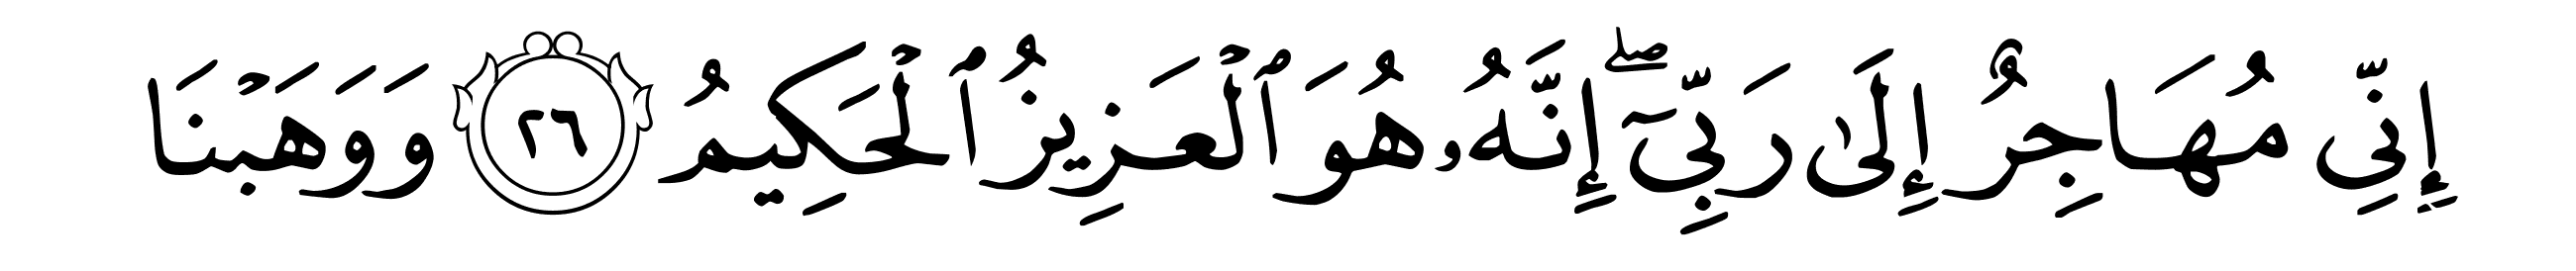 إِنِّي مُهَاجِرٌ إِلَىٰ رَبِّيٓ ۖ إِنَّهُۥ هُوَ ٱلْعَزِيزُ ٱلْحَكِيمُ ٢٦ وَوَهَبْنَا